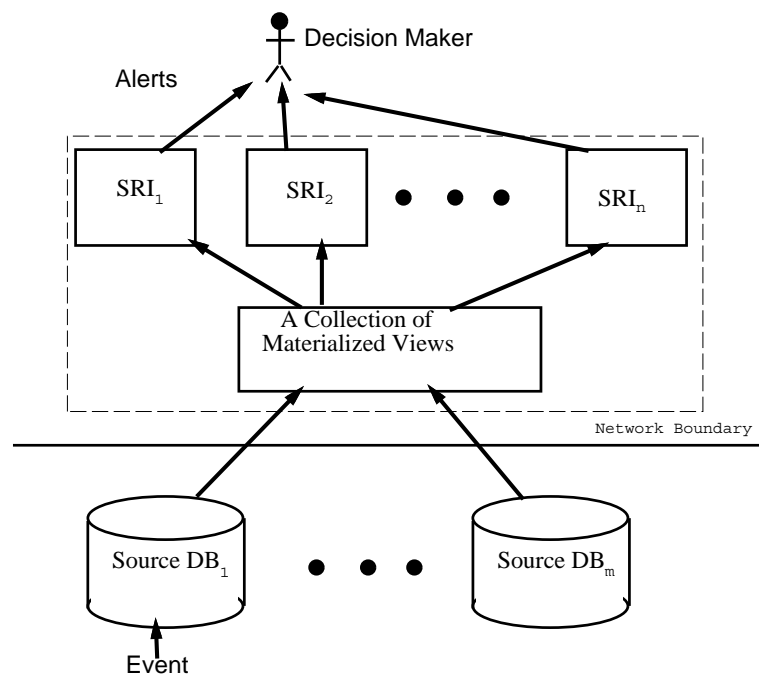 Decision Maker
Alerts
SRI1
SRI2
SRIn
A Collection of
Materialized Views
Network Boundary
Source DB1
Source DBm
Event